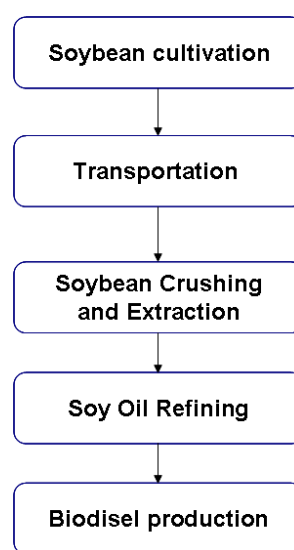 Soybean cultivation
Transportation
Soybean Crushing
and Extraction
Soy Oil Refining
Biodisel production